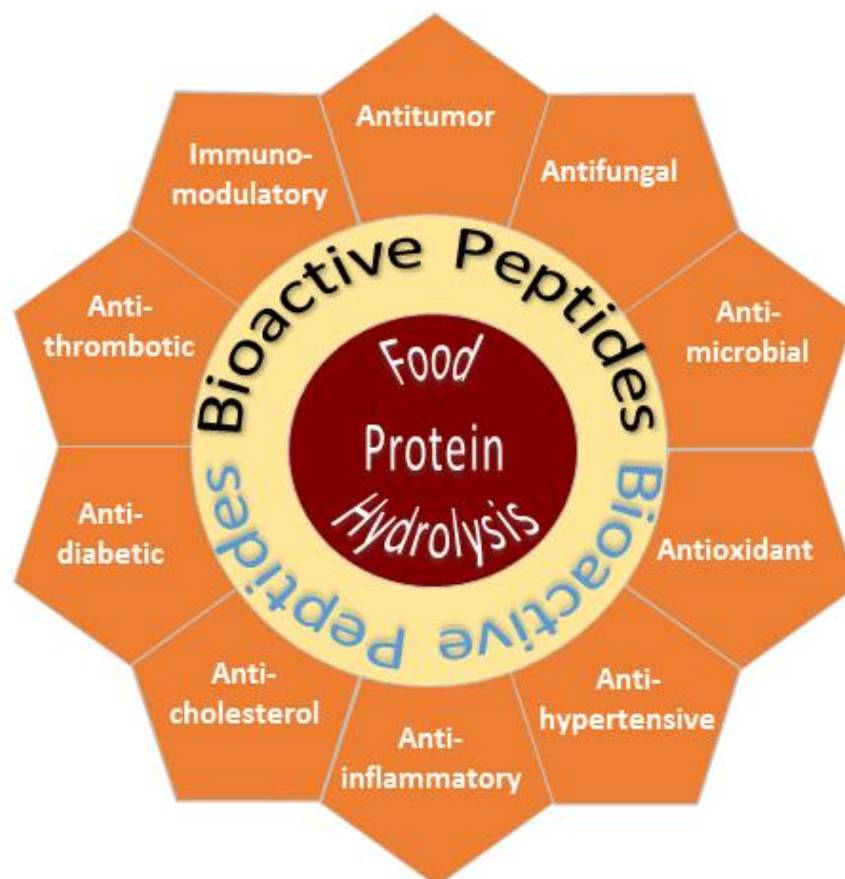 Antitumor
Antifungal
Anti-
microbial
Antioxidant
Anti-
hypertensive
Anti-
inflammatory
Anti-
cholesterol
Anti-
diabetic
Anti-
thrombotic
Immuno-
modulatory
Bioactive Peptides
Bioactive Peptides
Food
Protein
Hydrolysis